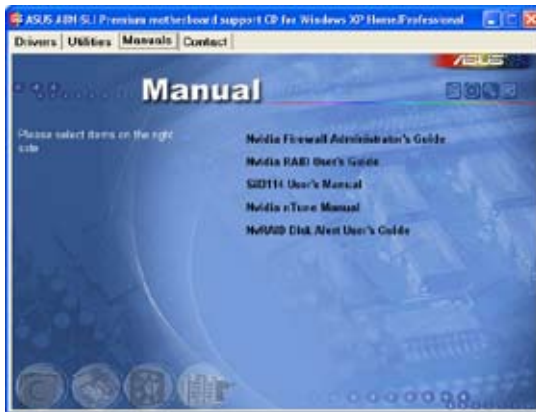 ASUS A8N-SLI Premium motherboard support CD for Windows XP Home/Professional
Drivers Utilities Manuals Contact
ASUS
Manual
Please select items on the right
side
Nvidia Firewall Administrator's Guide
Nvidia RAID User's Guide
SiI3114 User's Manual
Nvidia nTune Manual
NvRAID Disk Alert User's Guide